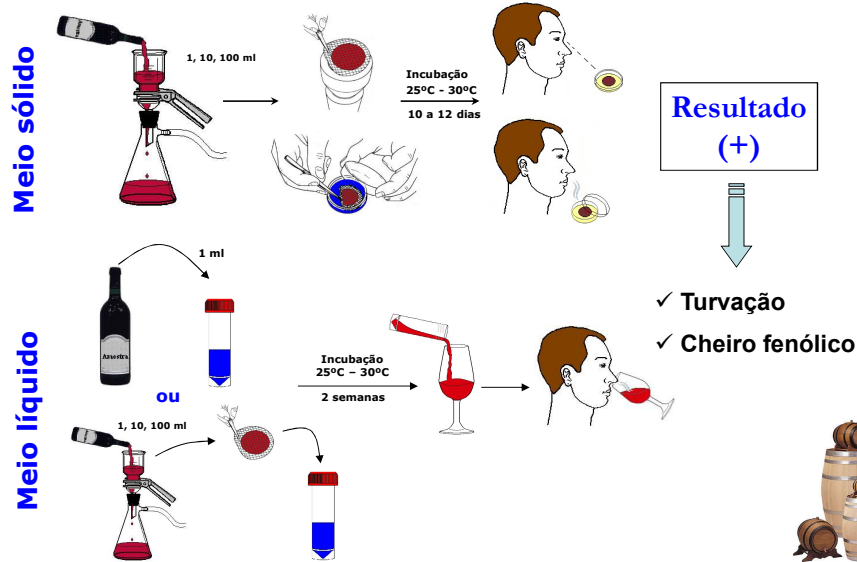 Meio sólido
1, 10, 100 ml
Incubação
25ºC - 30ºC
10 a 12 dias
Resultado
(+)
✓ Turvação
✓ Cheiro fenólico
Meio líquido
1 ml
Amostra
ou
1, 10, 100 ml
Incubação
25ºC – 30ºC
2 semanas